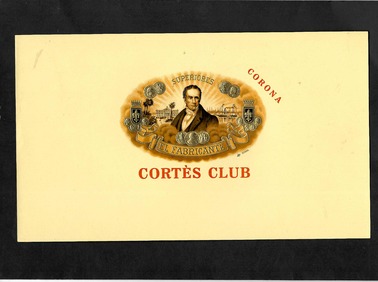 SUPERIORES
CORONA
EL FABRICANTE
CORTÈS CLUB